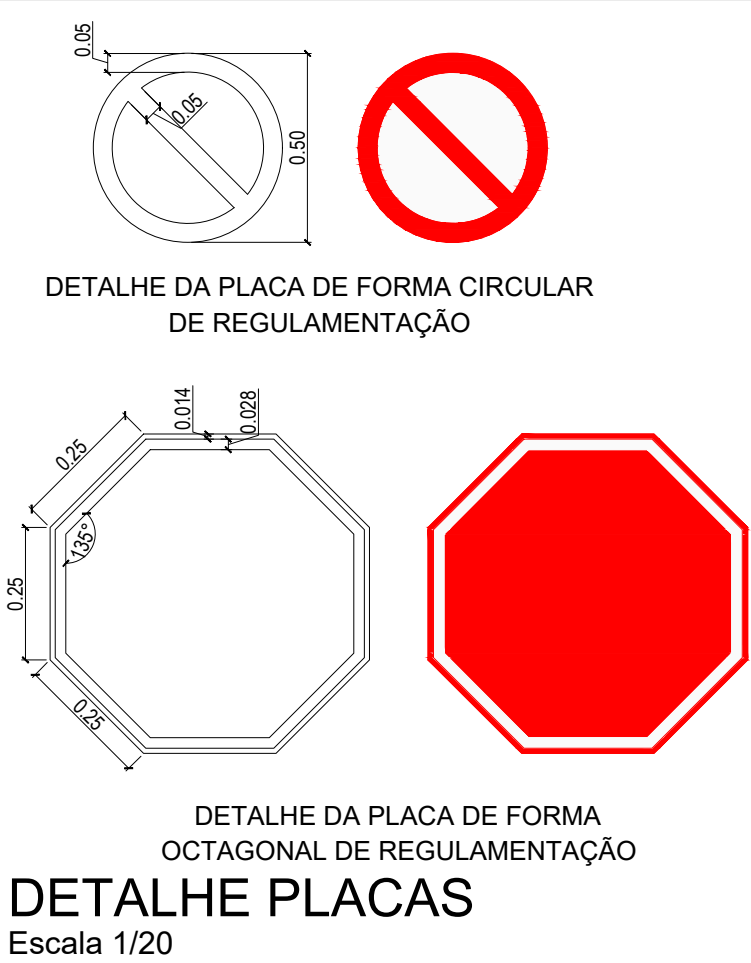 0.05
0.05
0.50
DETALHE DA PLACA DE FORMA CIRCULAR
DE REGULAMENTAÇÃO
0.014
0.028
0.25
135°
0.25
0.25
DETALHE DA PLACA DE FORMA
OCTAGONAL DE REGULAMENTAÇÃO
DETALHE PLACAS
Escala 1/20